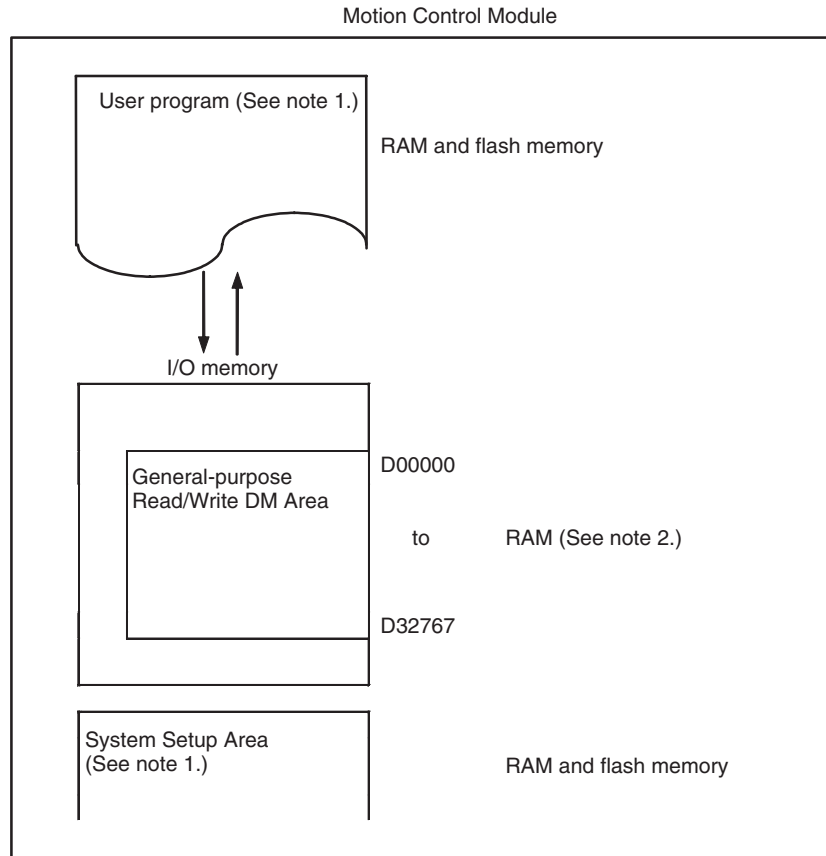 Motion Control Module
User program (See note 1.)
RAM and flash memory
I/O memory
D00000
General-purpose
Read/Write DM Area
to
RAM (See note 2.)
D32767
System Setup Area
(See note 1.)
RAM and flash memory